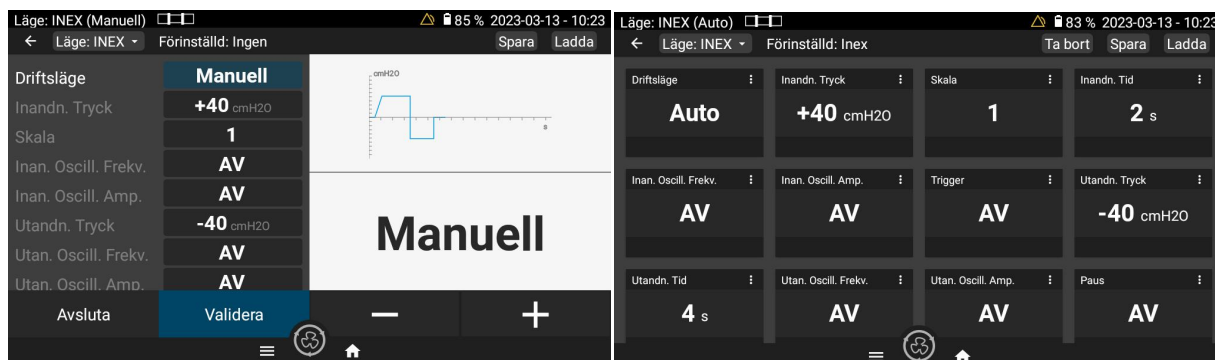 Läge: INEX (Manuell) 85 % 2023-03-13 - 10:23
Läge: INEX Förinställd: Ingen Spara Ladda
Driftsläge Manuell
Inandn. Tryck +40 cmH2O
Skala 1
Inan. Oscill. Frekv. AV
Inan. Oscill. Amp. AV
Utandn. Tryck -40 cmH2O
Utan. Oscill. Frekv. AV
Utan. Oscill. Amp. AV
cmH2O
s
Manuell
Avsluta Validera − +
Läge: INEX (Auto) 83 % 2023-03-13 - 10:23
Läge: INEX Förinställd: Inex Ta bort Spara Ladda
Driftsläge Inandn. Tryck Skala Inandn. Tid
Auto +40 cmH2O 1 2 s
Inan. Oscill. Frekv. Inan. Oscill. Amp. Trigger Utandn. Tryck
AV AV AV -40 cmH2O
Utandn. Tid Utan. Oscill. Frekv. Utan. Oscill. Amp. Paus
4 s AV AV AV